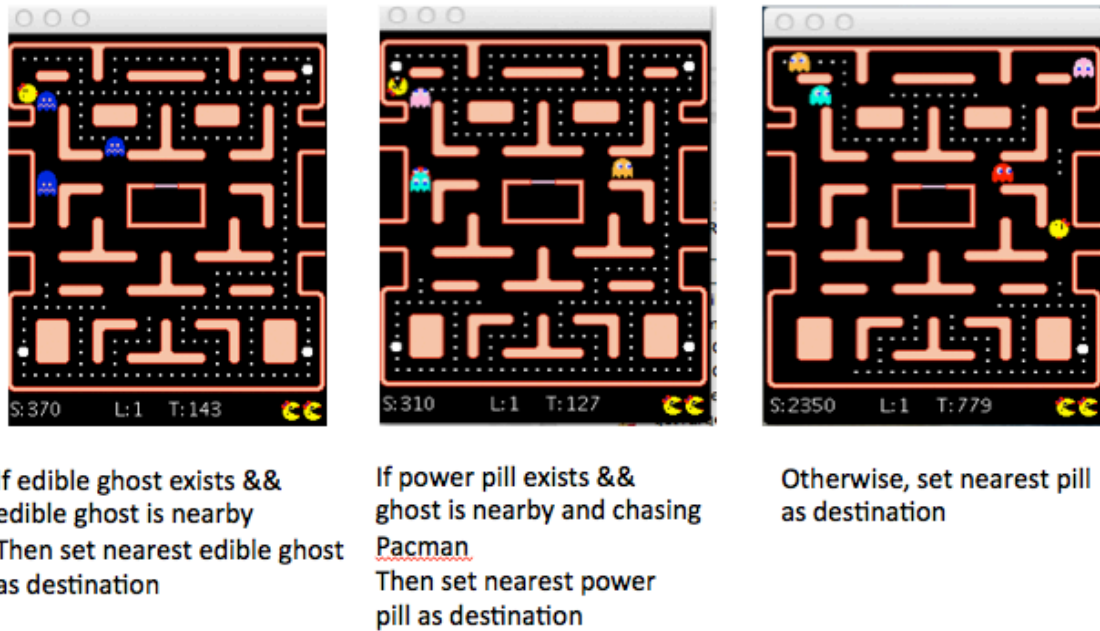 S:370 L:1 T:143
S:310 L:1 T:127
S:2350 L:1 T:779
If edible ghost exists &&
edible ghost is nearby
Then set nearest edible ghost
as destination
If power pill exists &&
ghost is nearby and chasing
Pacman
Then set nearest power
pill as destination
Otherwise, set nearest pill
as destination